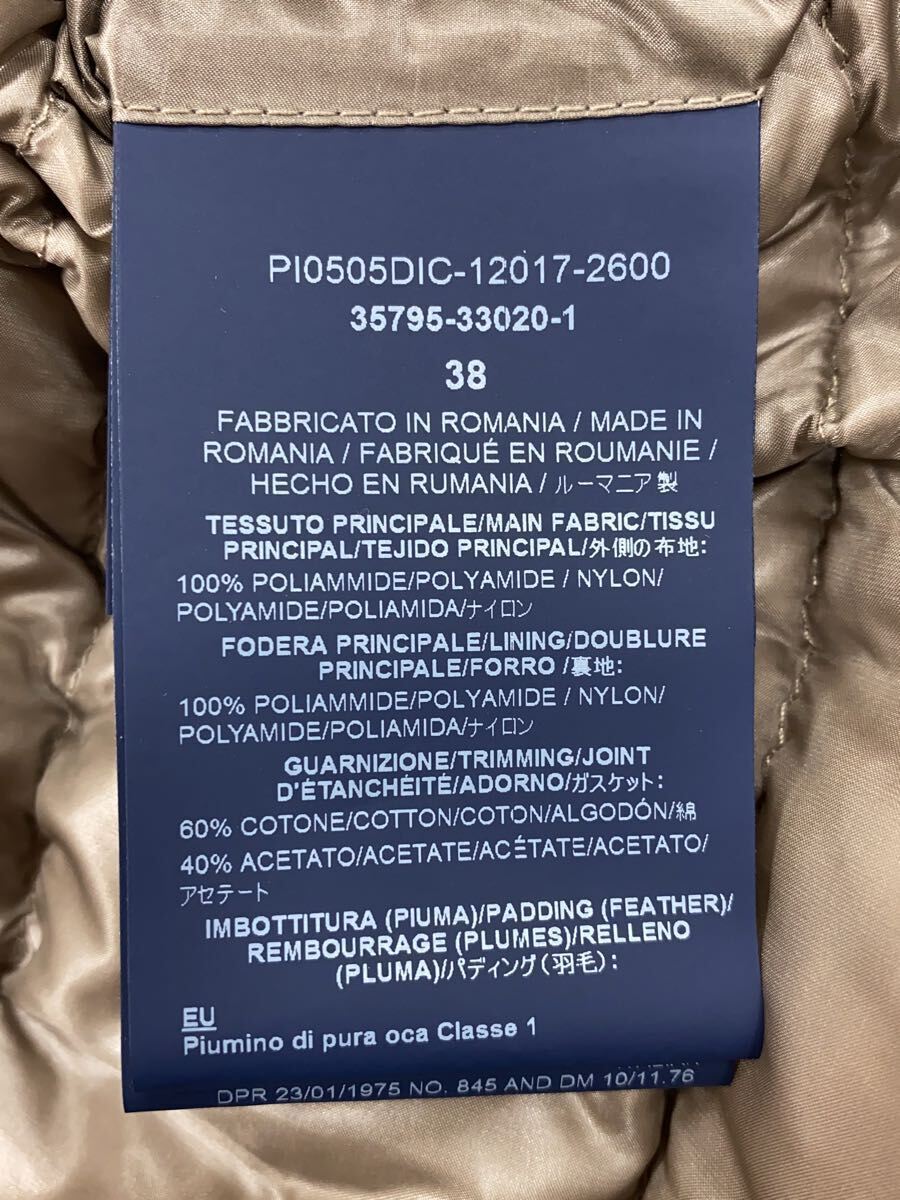 PI0505DIC-12017-2600
35795-33020-1
38
FABBRICATO IN ROMANIA / MADE IN
ROMANIA / FABRIQUÉ EN ROUMANIE /
HECHO EN RUMANIA / ルーマニア製
TESSUTO PRINCIPALE/MAIN FABRIC/TISSU
PRINCIPAL/TEJIDO PRINCIPAL/外側の布地:
100% POLIAMMIDE/POLYAMIDE / NYLON/
POLYAMIDE/POLIAMIDA/ナイロン
FODERA PRINCIPALE/LINING/DOUBLURE
PRINCIPALE/FORRO /裏地:
100% POLIAMMIDE/POLYAMIDE / NYLON/
POLYAMIDE/POLIAMIDA/ナイロン
GUARNIZIONE/TRIMMING/JOINT
D'ÉTANCHÉITÉ/ADORNO/ガスケット:
60% COTONE/COTTON/COTON/ALGODÓN/綿
40% ACETATO/ACETATE/ACÉTATE/ACETATO/
アセテート
IMBOTTITURA (PIUMA)/PADDING (FEATHER)/
REMBOURRAGE (PLUMES)/RELLENO
(PLUMA)/パディング(羽毛):
EU
Piumino di pura oca Classe 1
DPR 23/01/1975 NO. 845 AND DM 10/11.76